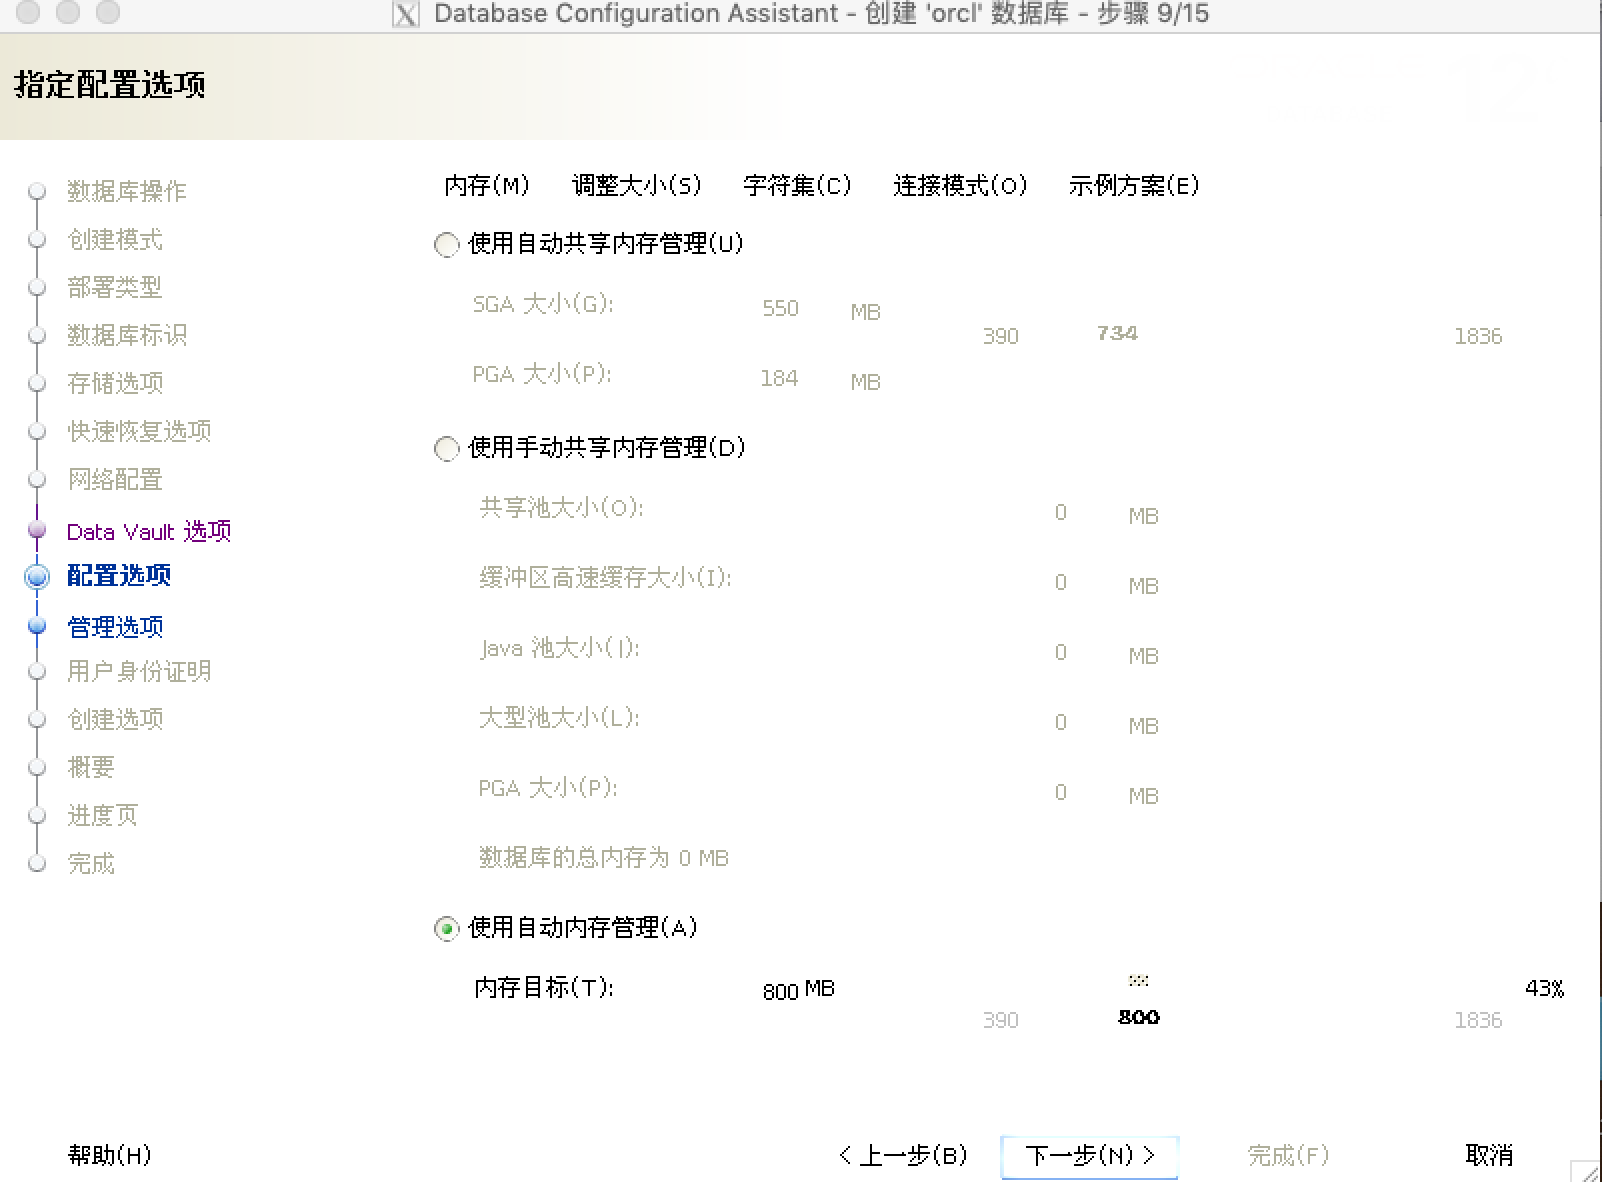 Database Configuration Assistant - 创建 'orcl' 数据库 - 步骤 9/15
指定配置选项
数据库操作
创建模式
部署类型
数据库标识
存储选项
快速恢复选项
网络配置
Data Vault 选项
配置选项
管理选项
用户身份证明
创建选项
概要
进度页
完成
内存(M) 调整大小(S) 字符集(C) 连接模式(O) 示例方案(E)
使用自动共享内存管理(U)
SGA 大小(G): 550 MB
390 734 1836
PGA 大小(P): 184 MB
使用手动共享内存管理(D)
共享池大小(O): 0 MB
缓冲区高速缓存大小(I): 0 MB
Java 池大小(J): 0 MB
大型池大小(L): 0 MB
PGA 大小(P): 0 MB
数据库的总内存为 0 MB
使用自动内存管理(A)
内存目标(T): 800 MB 43%
390 800 1836
帮助(H) < 上一步(B) 下一步(N) > 完成(F) 取消